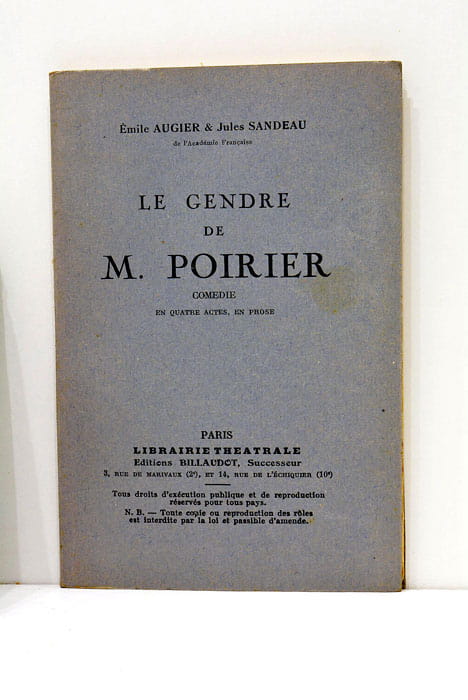 Émile AUGIER & Jules SANDEAU
de l'Académie Française
LE GENDRE
DE
M. POIRIER
COMEDIE
EN QUATRE ACTES, EN PROSE
PARIS
LIBRAIRIE THEATRALE
Editions BILLAUDOT, Successeur
3, RUE DE MARIVAUX (2e), ET 14, RUE DE L'ÉCHIQUIER (10e)
Tous droits d'exécution publique et de reproduction
réservés pour tous pays.
N. B. — Toute copie ou reproduction des rôles
est interdite par la loi et passible d'amende.